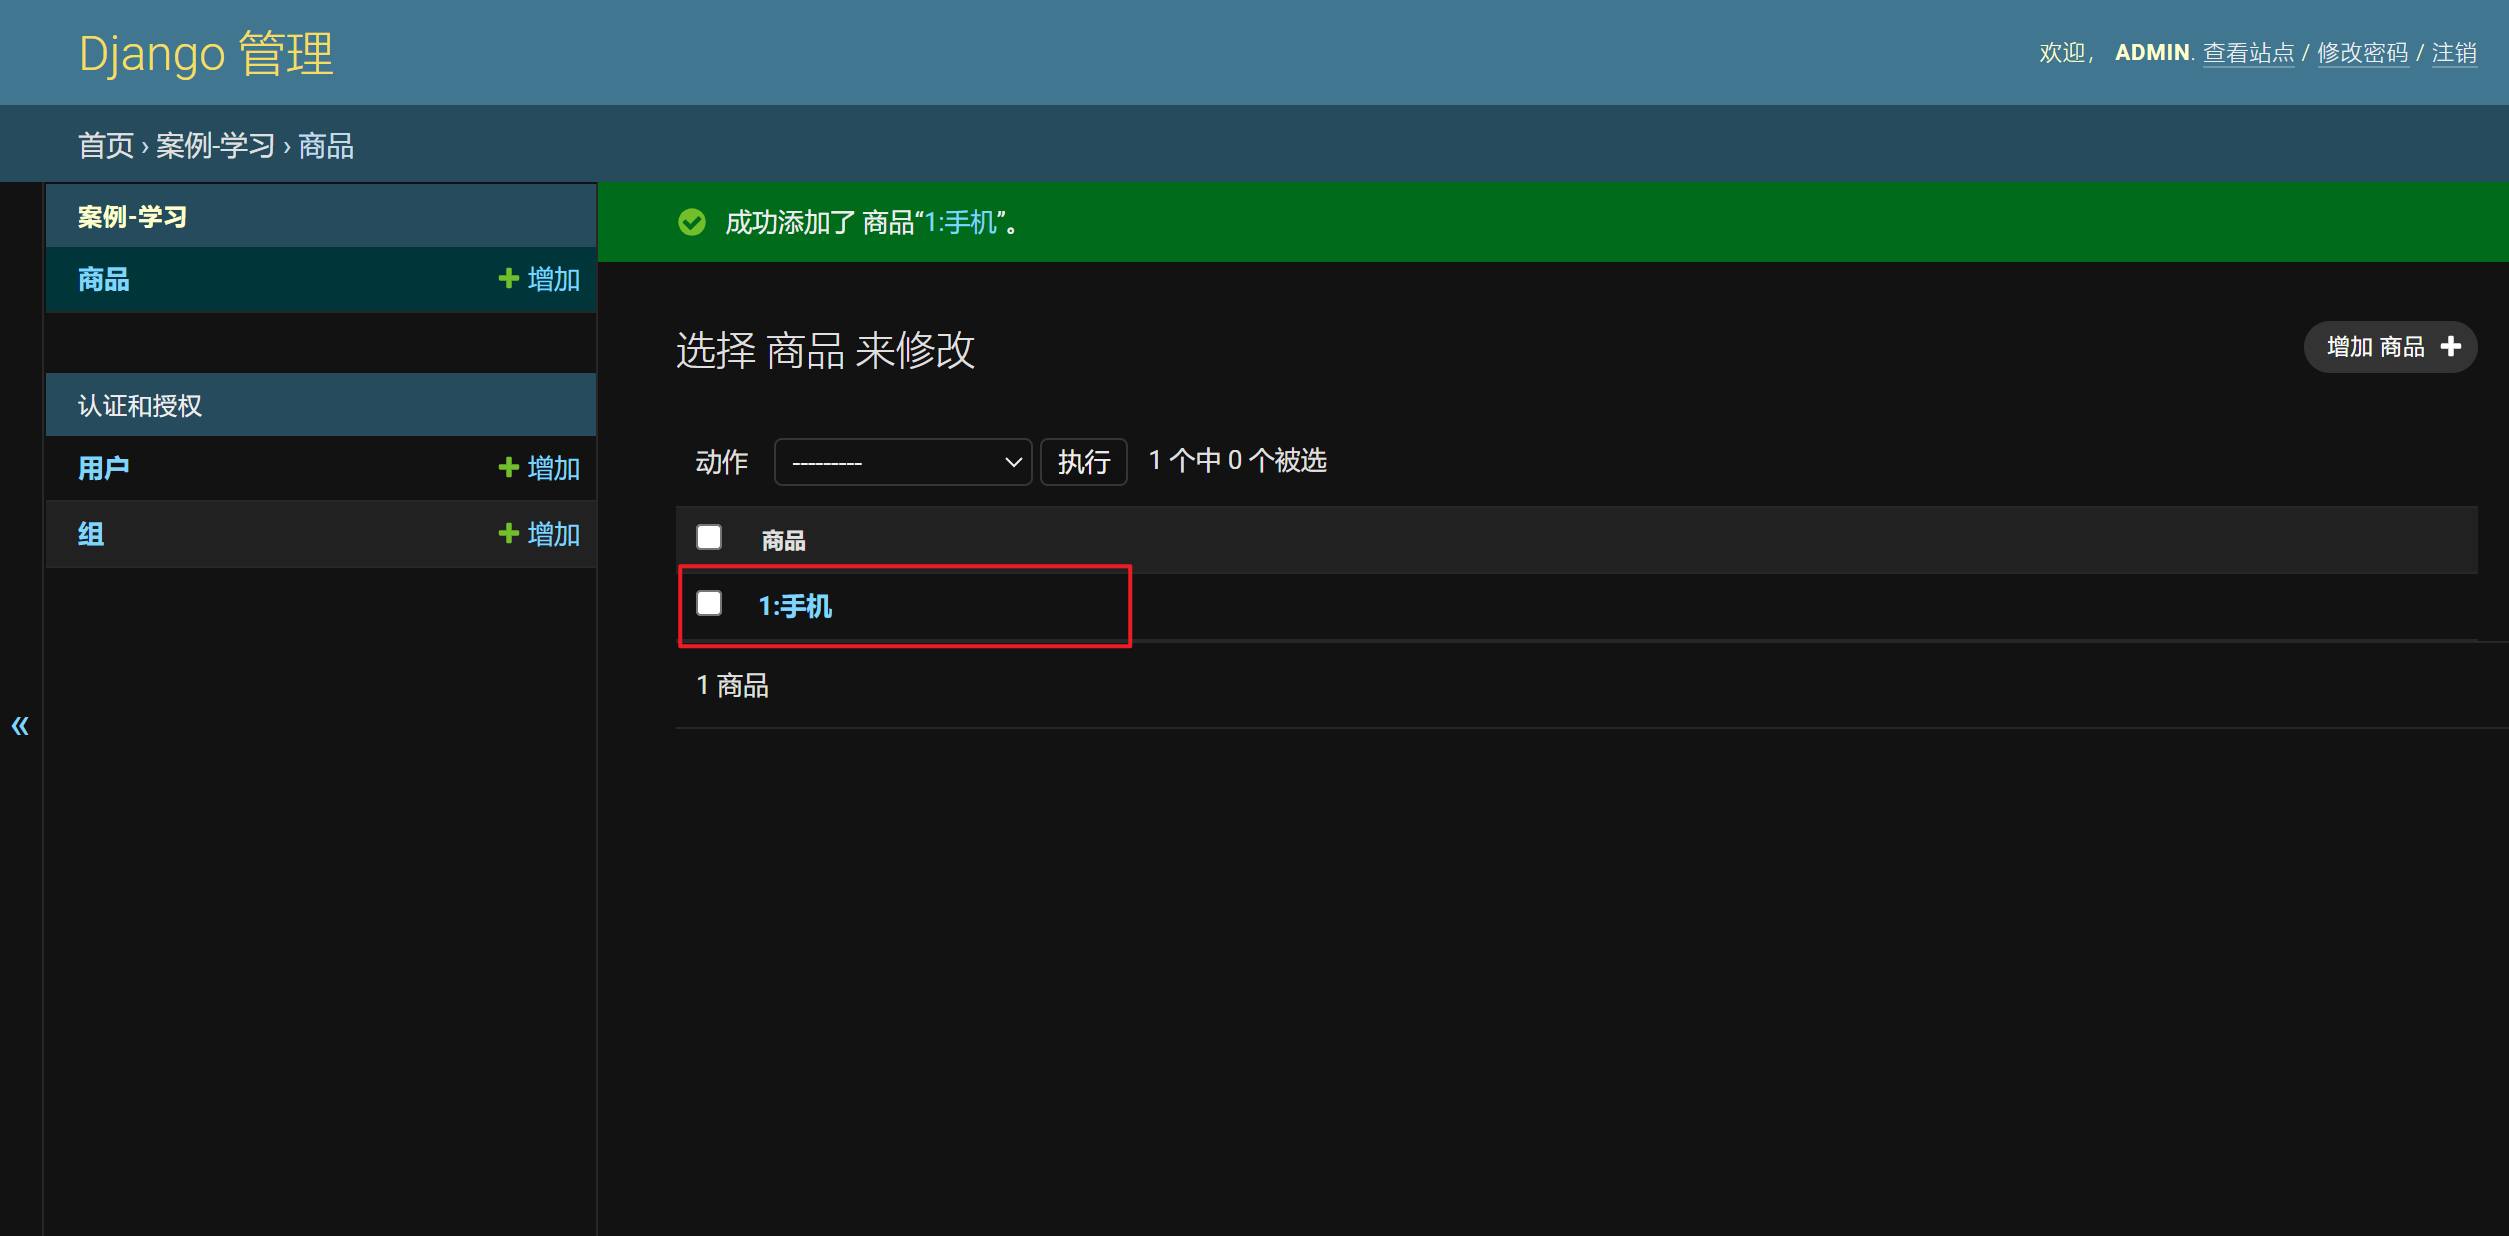 Django 管理
欢迎， ADMIN. 查看站点 / 修改密码 / 注销
首页 › 案例-学习 › 商品
案例-学习
商品
增加
认证和授权
用户
增加
组
增加
«
成功添加了 商品“1:手机”。
选择 商品 来修改
增加 商品
动作 --------- 执行 1 个中 0 个被选
商品
1:手机
1 商品